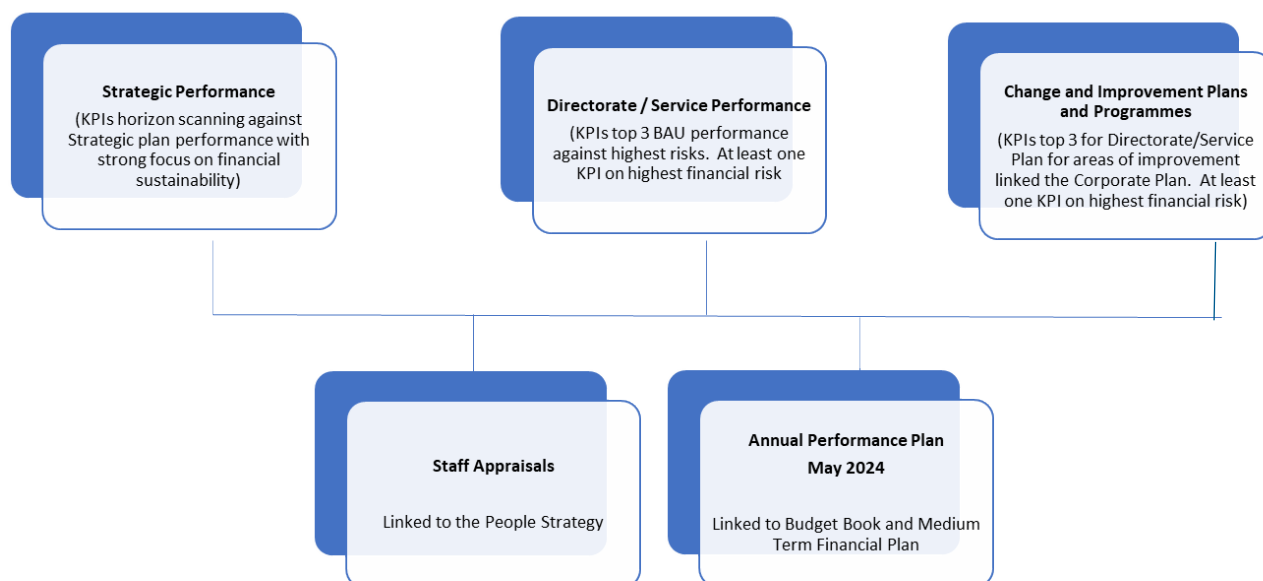 Strategic Performance
(KPIs horizon scanning against
Strategic plan performance with
strong focus on financial
sustainability)
Directorate / Service Performance
(KPIs top 3 BAU performance
against highest risks.  At least one
KPI on highest financial risk
Change and Improvement Plans
and Programmes
(KPIs top 3 for Directorate/Service
Plan for areas of improvement
linked the Corporate Plan.  At least
one KPI on highest financial risk)
Staff Appraisals
Linked to the People Strategy
Annual Performance Plan
May 2024
Linked to Budget Book and Medium
Term Financial Plan